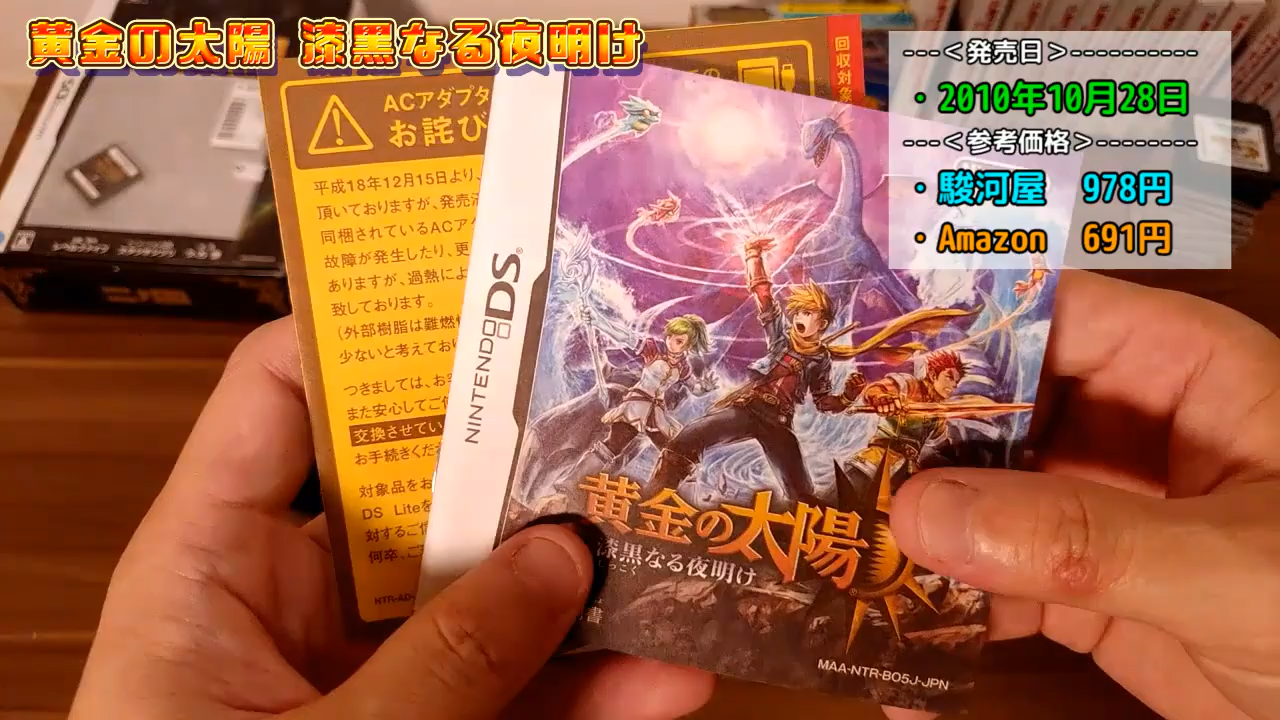 黄金の太陽 漆黒なる夜明け
---<発売日>----------
・2010年10月28日
---<参考価格>--------
・駿河屋 978円
・Amazon 691円
回収対象
ACアダプタ
お詫び
平成18年12月15日より、
頂いておりますが、発売済
同梱されているACア
故障が発生したり、更
ありますが、過熱によ
致しております。
(外部樹脂は難燃
少ないと考えてお
つきましては、お
また安心してご
交換させてい
お手続きくだ
対象品をお
DS Liteを
対するご
何卒、
NTR-AD-
NINTENDO DS
黄金の太陽
漆黒なる夜明け
しっこく
書
MAA-NTR-BO5J-JPN